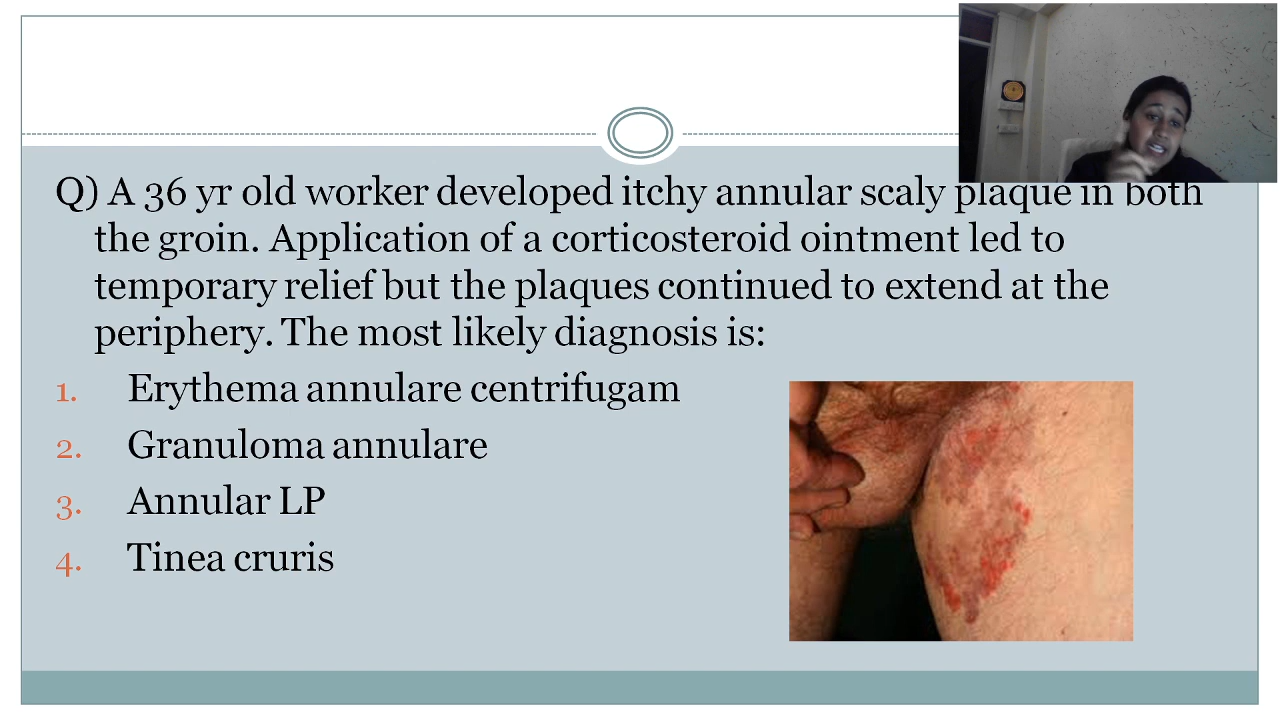 Q) A 36 yr old worker developed itchy annular scaly plaque in both
the groin. Application of a corticosteroid ointment led to
temporary relief but the plaques continued to extend at the
periphery. The most likely diagnosis is:
1. Erythema annulare centrifugam
2. Granuloma annulare
3. Annular LP
4. Tinea cruris